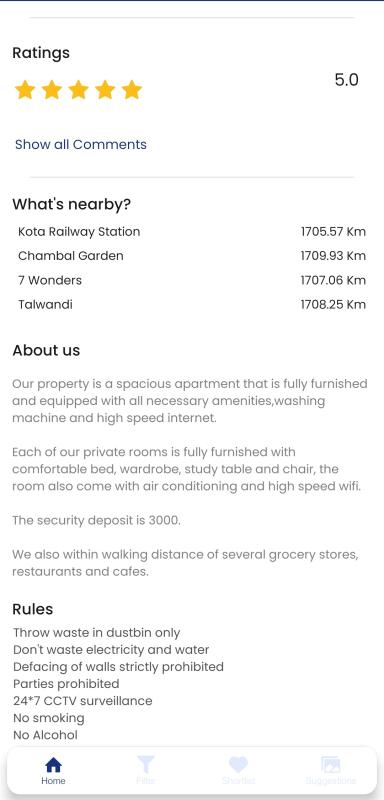 Ratings
5.0
Show all Comments
What's nearby?
Kota Railway Station 1705.57 Km
Chambal Garden 1709.93 Km
7 Wonders 1707.06 Km
Talwandi 1708.25 Km
About us
Our property is a spacious apartment that is fully furnished
and equipped with all necessary amenities,washing
machine and high speed internet.
Each of our private rooms is fully furnished with
comfortable bed, wardrobe, study table and chair, the
room also come with air conditioning and high speed wifi.
The security deposit is 3000.
We also within walking distance of several grocery stores,
restaurants and cafes.
Rules
Throw waste in dustbin only
Don't waste electricity and water
Defacing of walls strictly prohibited
Parties prohibited
24*7 CCTV surveillance
No smoking
No Alcohol
Home Filter Shortlist Suggestions